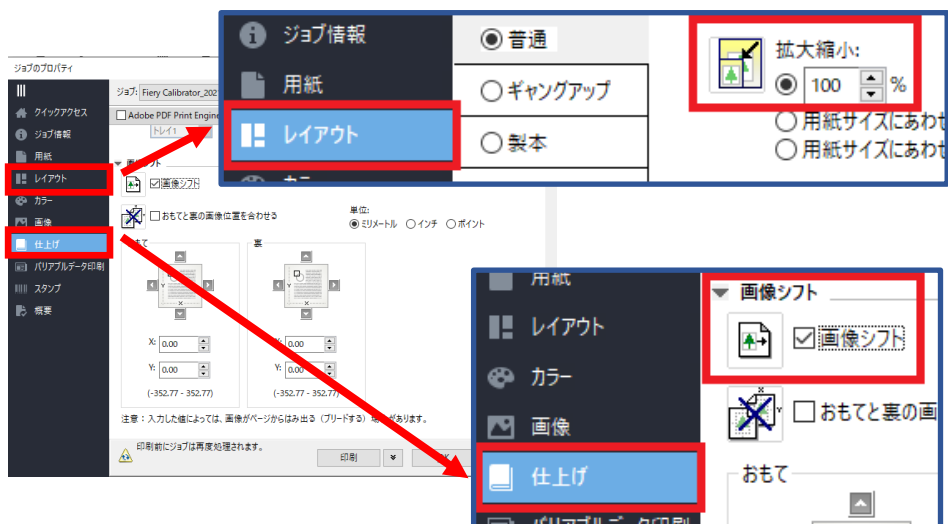 ジョブ情報
用紙
レイアウト
普通
ギャングアップ
製本
拡大縮小:
100 %
用紙サイズにあわせ
用紙サイズにあわせ
ジョブのプロパティ
ジョブ: Fiery Calibrator_202
クイックアクセス
Adobe PDF Print Engine
ジョブ情報
トレイ1
用紙
レイアウト
画像シフト
カラー
おもてと裏の画像位置を合わせる
単位:
ミリメートル インチ ポイント
画像
仕上げ
裏
バリアブルデータ印刷
スタンプ
概要
X: 0.00
0.00
Y: 0.00
Y: 0.00
(-352.77 - 352.77)
(-352.77 - 352.77)
注意：入力した値によっては、画像がページからはみ出る（ブリードする）場合があります。
印刷前にジョブは再度処理されます。
印刷
用紙
レイアウト
カラー
画像
仕上げ
バリアブルデータ印刷
画像シフト
画像シフト
おもてと裏の画
おもて